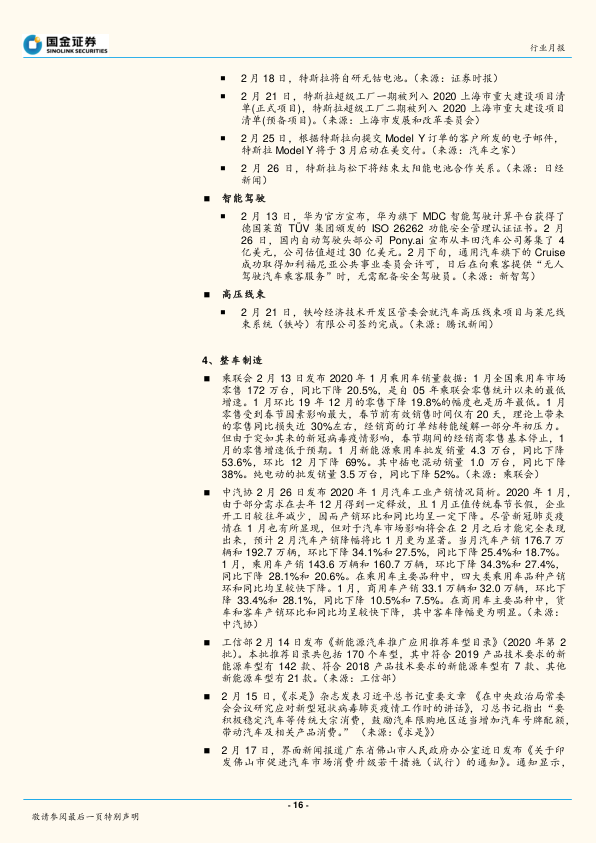 国金证券
SINOLINK SECURITIES
行业月报
■ 2 月 18 日，特斯拉将自研无钴电池。（来源：证券时报）
■ 2 月 21 日，特斯拉超级工厂一期被列入 2020 上海市重大建设项目清
单(正式项目)，特斯拉超级工厂二期被列入 2020 上海市重大建设项目
清单(预备项目)。（来源：上海市发展和改革委员会）
■ 2 月 25 日，根据特斯拉向提交 Model Y 订单的客户所发的电子邮件，
特斯拉 Model Y 将于 3 月启动在美交付。（来源：汽车之家）
■ 2 月 26 日，特斯拉与松下将结束太阳能电池合作关系。（来源：日经
新闻）
■ 智能驾驶
■ 2 月 13 日，华为官方宣布，华为旗下 MDC 智能驾驶计算平台获得了
德国莱茵 TÜV 集团颁发的 ISO 26262 功能安全管理认证证书。2 月
26 日，国内自动驾驶头部公司 Pony.ai 宣布从丰田汽车公司筹集了 4
亿美元，公司估值超过 30 亿美元。2 月下旬，通用汽车旗下的 Cruise
成功取得加利福尼亚公共事业委员会许可，日后在向乘客提供“无人
驾驶汽车乘客服务”时，无需配备安全驾驶员。（来源：新智驾）
■ 高压线束
■ 2 月 21 日，铁岭经济技术开发区管委会就汽车高压线束项目与莱尼线
束系统（铁岭）有限公司签约完成。（来源：腾讯新闻）
4、整车制造
■ 乘联会 2 月 13 日发布 2020 年 1 月乘用车销量数据：1 月全国乘用车市场
零售 172 万台，同比下降 20.5%，是自 05 年乘联会零售统计以来的最低
增速。1 月环比 19 年 12 月的零售下降 19.8%的幅度也是历年最低。1 月
零售受到春节因素影响最大，春节前有效销售时间仅有 20 天，理论上带来
的零售同比损失近 30%左右，经销商的订单结转能缓解一部分年初压力。
但由于突如其来的新冠病毒疫情影响，春节期间的经销商零售基本停止，1
月的零售增速低于预期。1 月新能源乘用车批发销量 4.3 万台，同比下降
53.6%，环比 12 月下降 69%。其中插电混动销量 1.0 万台，同比下降
38%。纯电动的批发销量 3.5 万台，同比下降 52%。（来源：乘联会）
■ 中汽协 2 月 26 日发布 2020 年 1 月汽车工业产销情况简析。2020 年 1 月，
由于部分需求在去年 12 月得到一定释放，且 1 月正值传统春节长假，企业
开工日较往年减少，因而产销环比和同比均呈一定下降。尽管新冠肺炎疫
情在 1 月也有所显现，但对于汽车市场影响将会在 2 月之后才能完全表现
出来，预计 2 月汽车产销降幅将比 1 月更为显著。当月汽车产销 176.7 万
辆和 192.7 万辆，环比下降 34.1%和 27.5%，同比下降 25.4%和 18.7%。
1 月，乘用车产销 143.6 万辆和 160.7 万辆，环比下降 34.3%和 27.4%，
同比下降 28.1%和 20.6%。在乘用车主要品种中，四大类乘用车品种产销
环和同比均呈较快下降。1 月，商用车产销 33.1 万辆和 32.0 万辆，环比下
降 33.4%和 28.1%，同比下降 10.5%和 7.5%。在商用车主要品种中，货
车和客车产销环比和同比均呈较快下降，其中客车降幅更为明显。（来源：
中汽协）
■ 工信部 2 月 14 日发布《新能源汽车推广应用推荐车型目录》（2020 年第 2
批）。本批推荐目录共包括 170 个车型，其中符合 2019 产品技术要求的新
能源车型有 142 款、符合 2018 产品技术要求的新能源车型有 7 款、其他
新能源车型有 21 款。（来源：工信部）
■ 2 月 15 日，《求是》杂志发表习近平总书记重要文章 《在中央政治局常委
会会议研究应对新型冠状病毒肺炎疫情工作时的讲话》，习总书记指出“要
积极稳定汽车等传统大宗消费，鼓励汽车限购地区适当增加汽车号牌配额，
带动汽车及相关产品消费。” （来源：《求是》）
■ 2 月 17 日，界面新闻报道广东省佛山市人民政府办公室近日发布《关于印
发佛山市促进汽车市场消费升级若干措施（试行）的通知》。通知显示，
- 16 -
敬请参阅最后一页特别声明